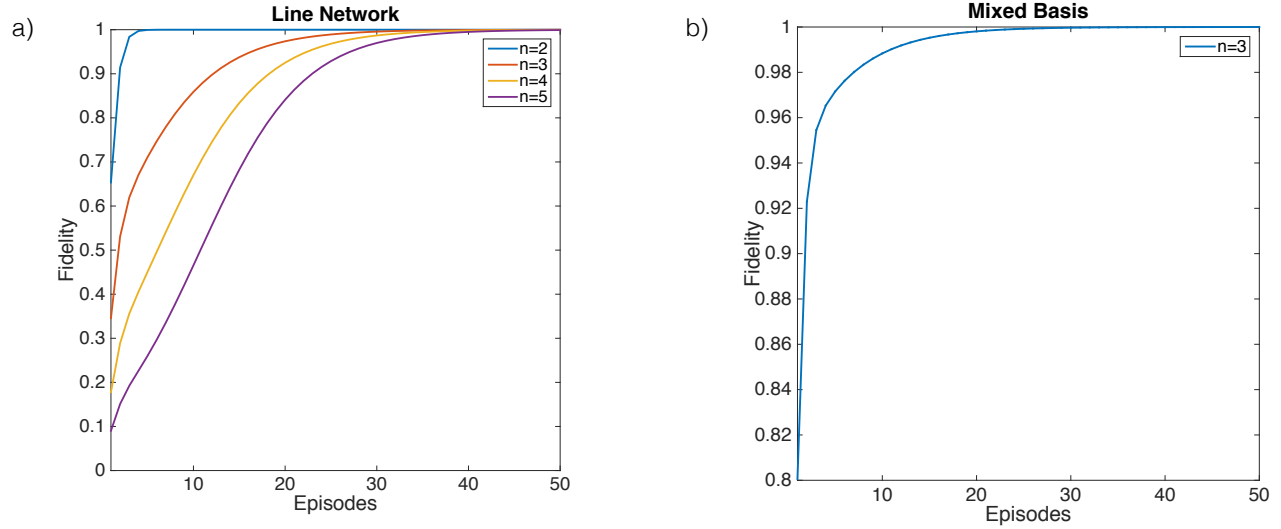 a)
Line Network
Fidelity
1
0.9
0.8
0.7
0.6
0.5
0.4
0.3
0.2
0.1
0
10
20
30
40
50
Episodes
n=2
n=3
n=4
n=5
b)
Mixed Basis
Fidelity
1
0.98
0.96
0.94
0.92
0.9
0.88
0.86
0.84
0.82
0.8
10
20
30
40
50
Episodes
n=3